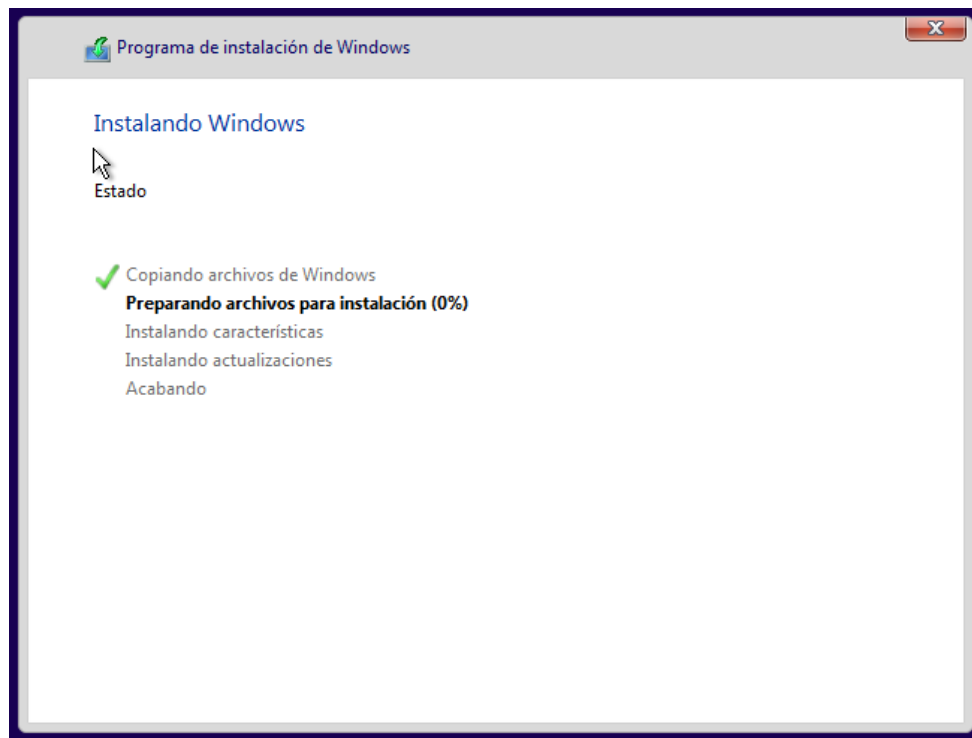 Programa de instalación de Windows
Instalando Windows
Estado
Copiando archivos de Windows
Preparando archivos para instalación (0%)
Instalando características
Instalando actualizaciones
Acabando